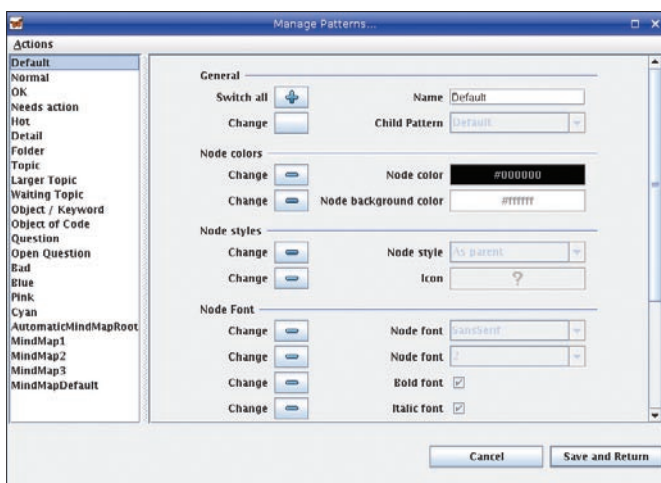 Manage Patterns...
Actions
Default
Normal
OK
Needs action
Hot
Detail
Folder
Topic
Larger Topic
Waiting Topic
Object / Keyword
Object of Code
Question
Open Question
Bad
Blue
Pink
Cyan
AutomaticMindMapRoot
MindMap1
MindMap2
MindMap3
MindMapDefault
General
Switch all Name Default
Change Child Pattern Default
Node colors
Change Node color #000000
Change Node background color #ffffff
Node styles
Change Node style As parent
Change Icon ?
Node Font
Change Node font SansSerif
Change Node font 2
Change Bold font
Change Italic font
Cancel Save and Return